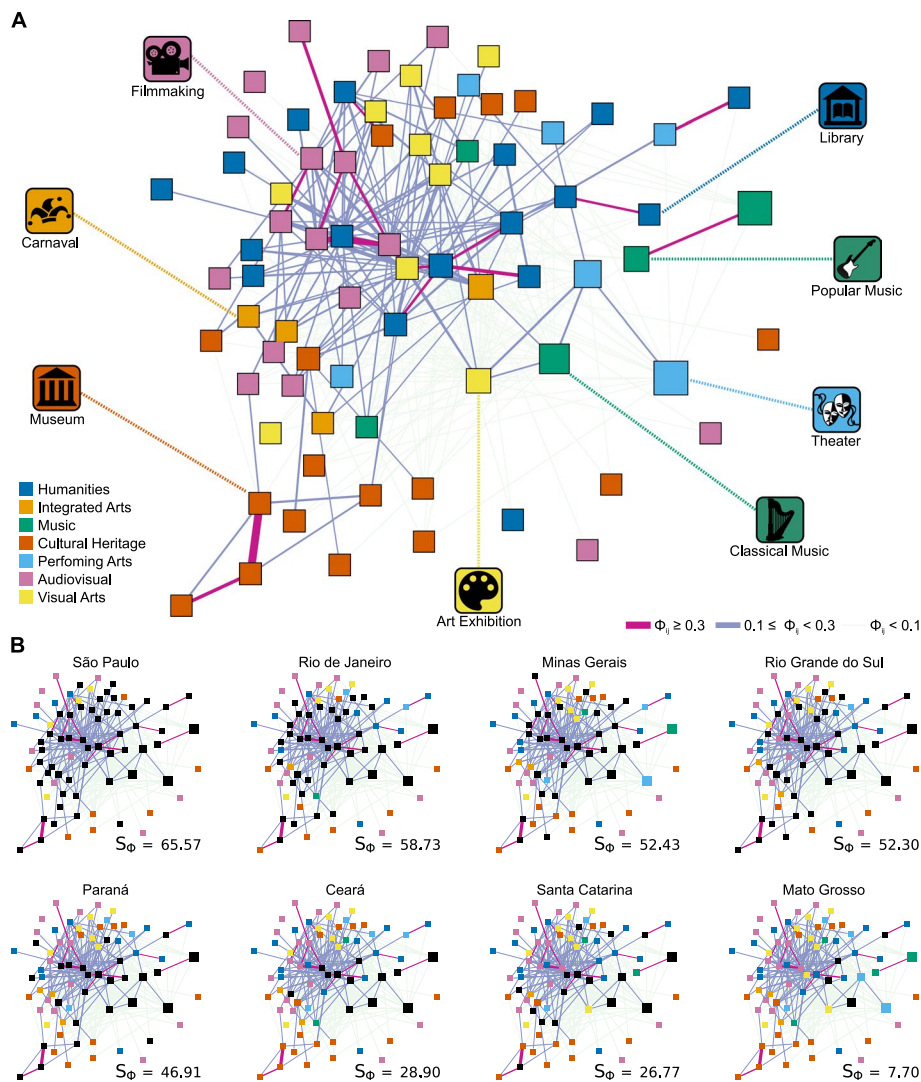 A
Filmmaking
Library
Carnaval
Popular Music
Museum
Theater
Humanities
Integrated Arts
Music
Cultural Heritage
Perfoming Arts
Audiovisual
Visual Arts
Classical Music
Art Exhibition
Φij ≥ 0.3 0.1 ≤ Φij < 0.3 Φij < 0.1
B
São Paulo Rio de Janeiro Minas Gerais Rio Grande do Sul
SΦ = 65.57 SΦ = 58.73 SΦ = 52.43 SΦ = 52.30
Paraná Ceará Santa Catarina Mato Grosso
SΦ = 46.91 SΦ = 28.90 SΦ = 26.77 SΦ = 7.70